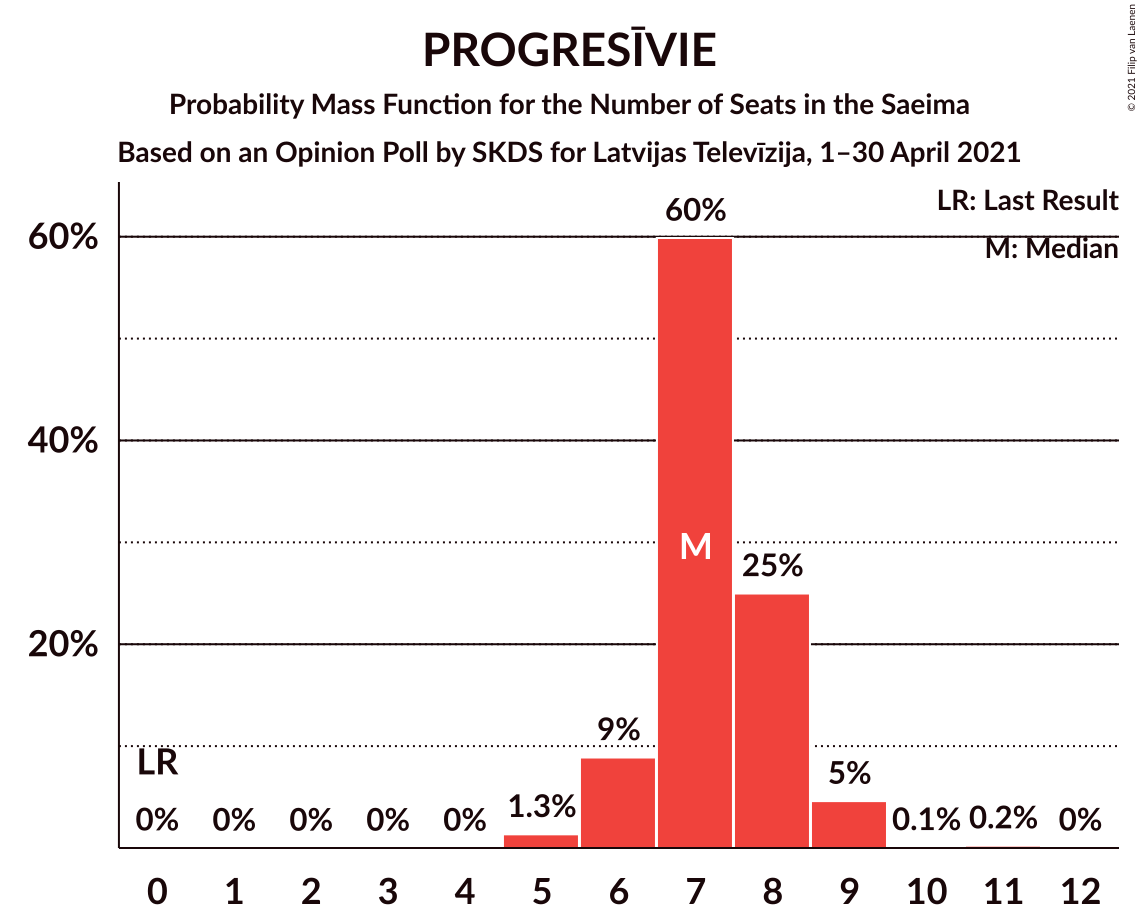 PROGRESĪVIE
Probability Mass Function for the Number of Seats in the Saeima
Based on an Opinion Poll by SKDS for Latvijas Televīzija, 1–30 April 2021
© 2021 Filip van Laenen
LR: Last Result
M: Median
60%
40%
20%
LR
M
0% 0% 0% 0% 0% 1.3% 9% 60% 25% 5% 0.1% 0.2% 0%
0 1 2 3 4 5 6 7 8 9 10 11 12